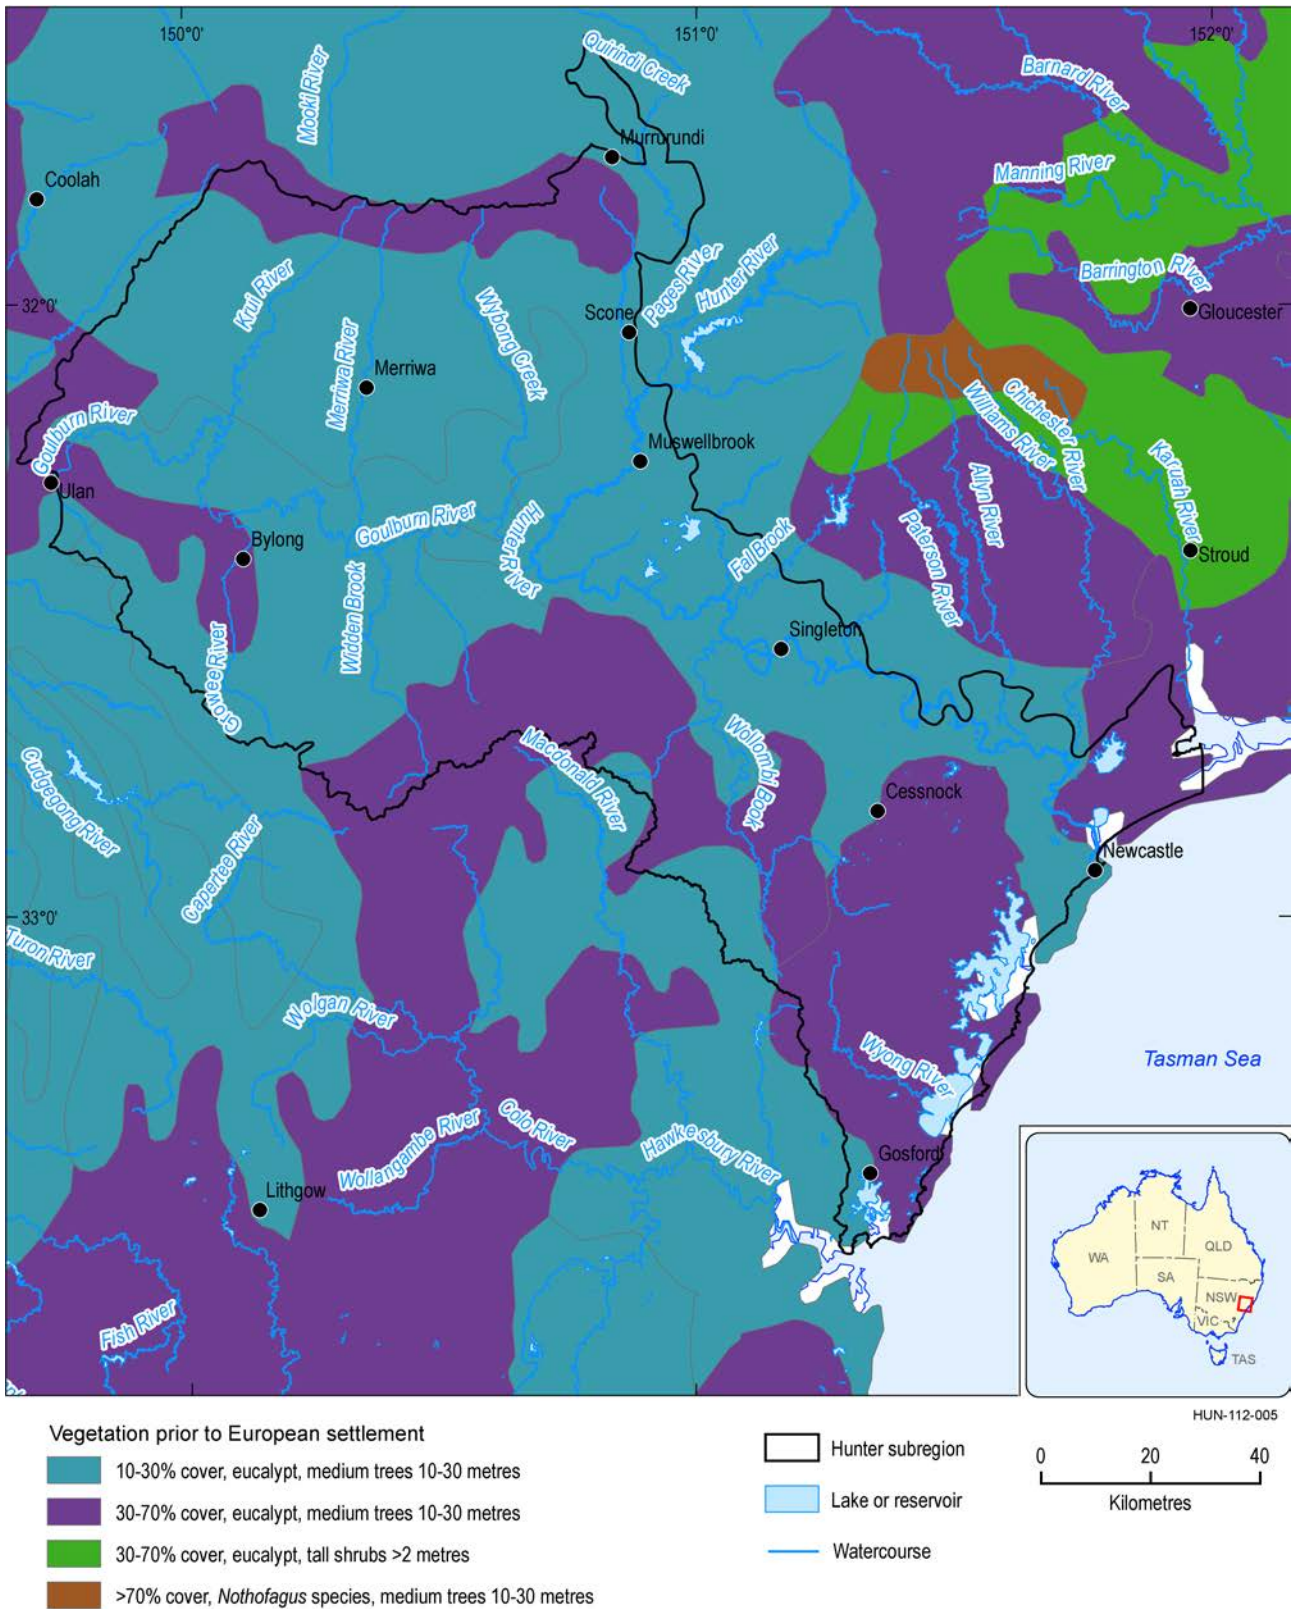 150°0'
151°0'
152°0'
Quirindi Creek
Mooki River
Barnard River
Murrurundi
Manning River
Coolah
Pages River
Hunter River
Barrington River
Kruil River
Wybong Creek
32°0'
Scone
Gloucester
Merriwa River
Merriwa
Chichester River
Williams River
Goulburn River
Muswellbrook
Karuah River
Allyn River
Ulan
Goulburn River
Hunter River
Paterson River
Bylong
Fal Brook
Stroud
Widden Brook
Singleton
Growee River
Macdonald River
Wollombi Book
Cudgegong River
Cessnock
Capertee River
Newcastle
33°0'
Turon River
Wolgan River
Wyong River
Tasman Sea
Colo River
Wollangambe River
Hawkesbury River
Gosford
Lithgow
Fish River
NT
QLD
WA
SA
NSW
VIC
TAS
HUN-112-005
Vegetation prior to European settlement
10-30% cover, eucalypt, medium trees 10-30 metres
30-70% cover, eucalypt, medium trees 10-30 metres
30-70% cover, eucalypt, tall shrubs >2 metres
>70% cover, Nothofagus species, medium trees 10-30 metres
Hunter subregion
Lake or reservoir
Watercourse
0 20 40
Kilometres